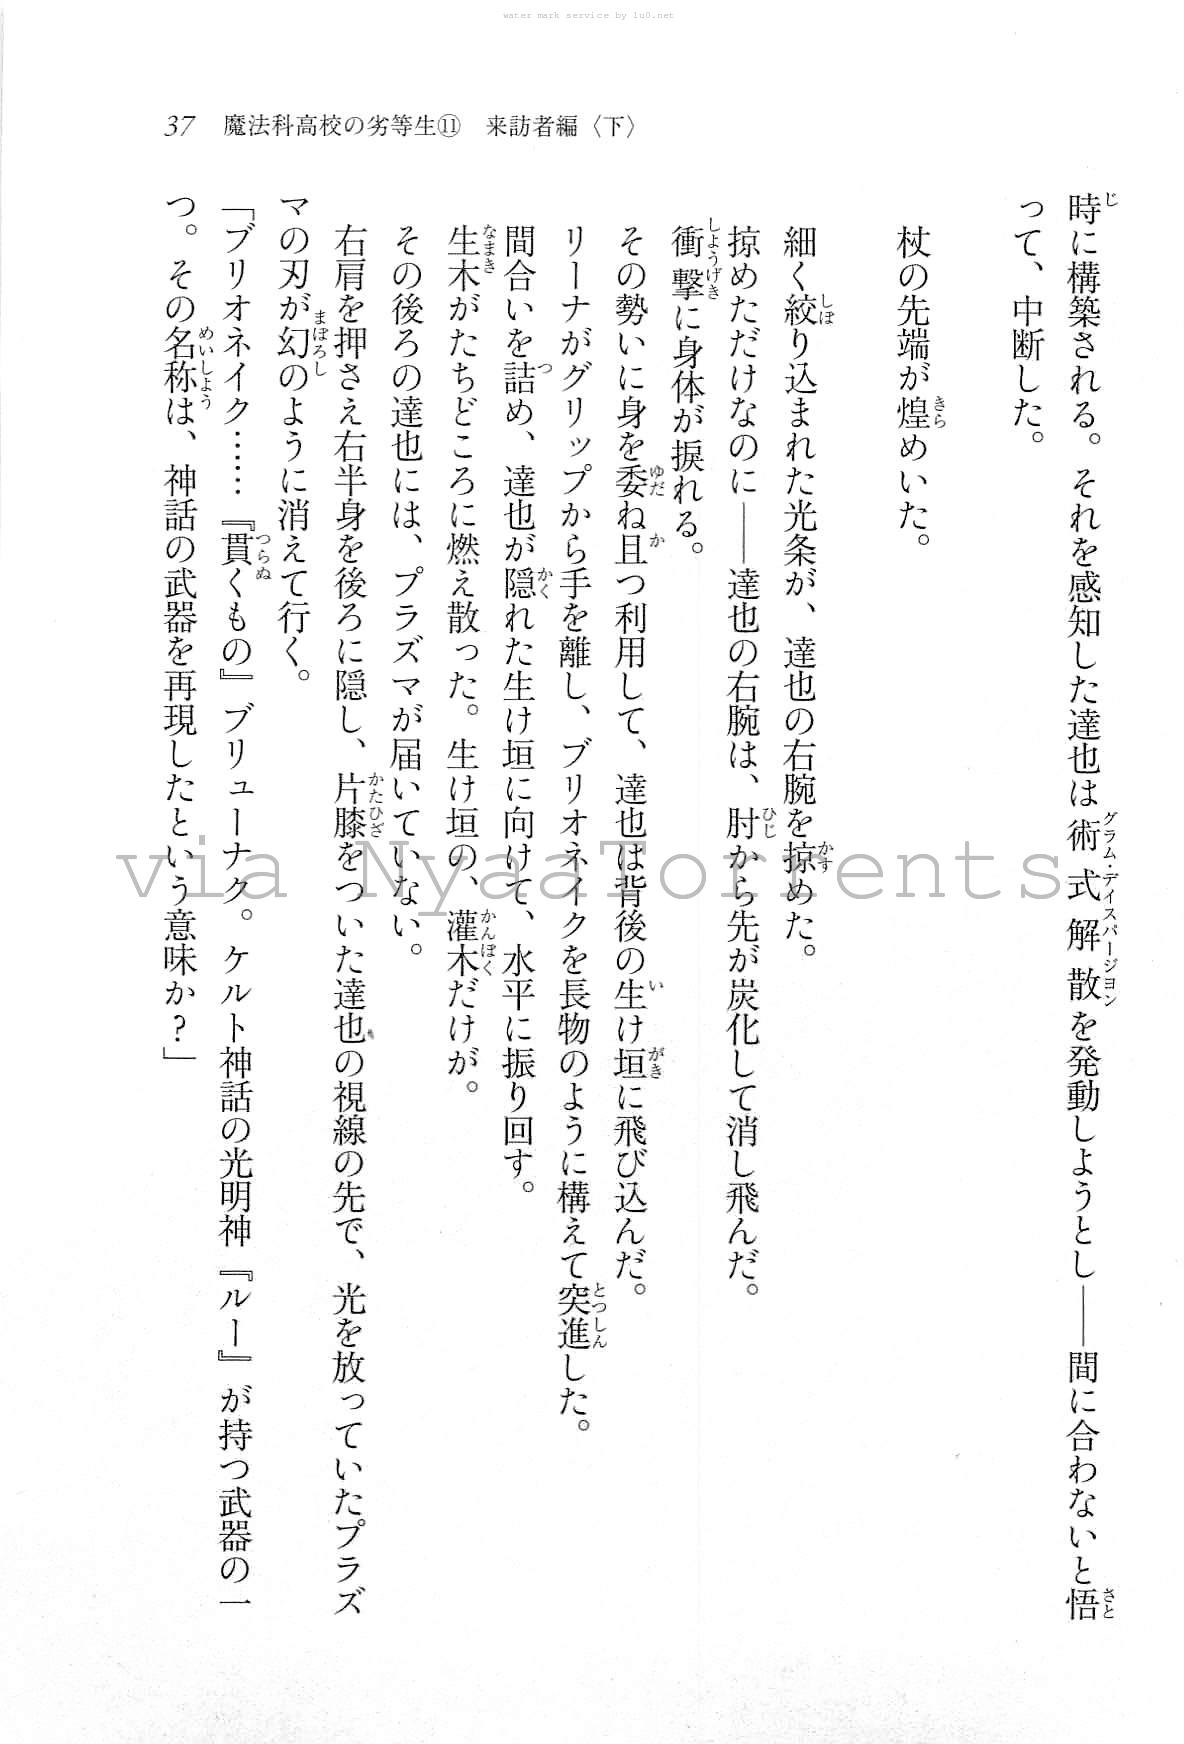 water mark service by lu0.net
37 魔法科高校の劣等生⑪ 来訪者編〈下〉
時に構築される。それを感知した達也は術式解散を発動しようとし――間に合わないと悟
って、中断した。
杖の先端が煌めいた。
細く絞り込まれた光条が、達也の右腕を掠めた。
掠めただけなのに――達也の右腕は、肘から先が炭化して消し飛んだ。
衝撃に身体が捩れる。
その勢いに身を委ね且つ利用して、達也は背後の生け垣に飛び込んだ。
リーナがグリップから手を離し、ブリオネイクを長物のように構えて突進した。
間合いを詰め、達也が隠れた生け垣に向けて、水平に振り回す。
生木がたちどころに燃え散った。生け垣の、灌木だけが。
その後ろの達也には、プラズマが届いていない。
右肩を押さえ右半身を後ろに隠し、片膝をついた達也の視線の先で、光を放っていたプラズ
マの刃が幻のように消えて行く。
「ブリオネイク……『貫くもの』ブリューナク。ケルト神話の光明神『ルー』が持つ武器の一
つ。その名称は、神話の武器を再現したという意味か?」
via NyaaTorrents